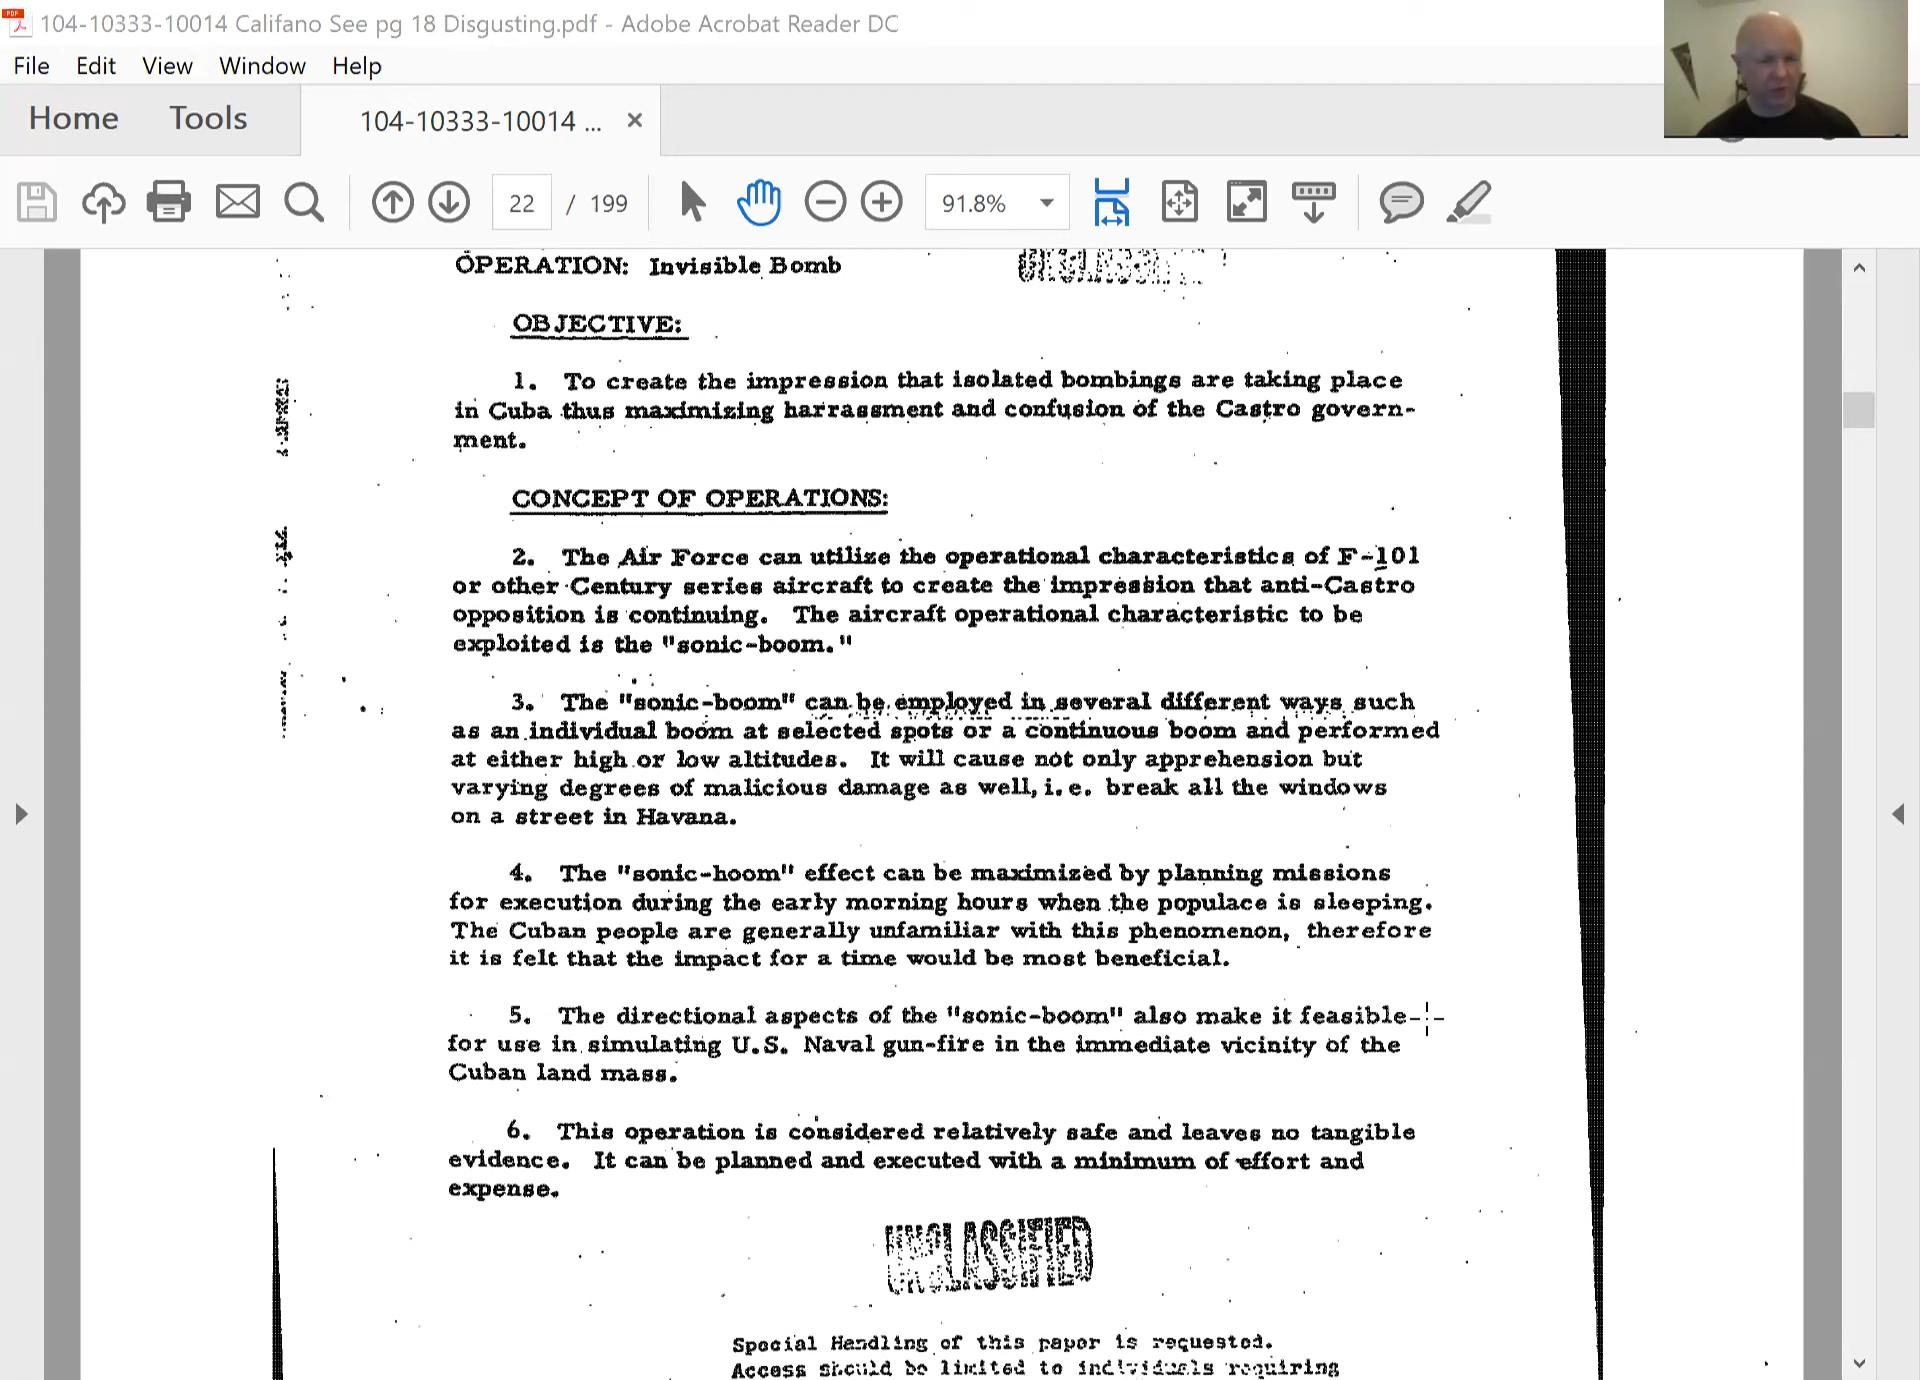 104-10333-10014 Califano See pg 18 Disgusting.pdf - Adobe Acrobat Reader DC
File Edit View Window Help
Home Tools 104-10333-10014 ...
22 / 199 91.8%
OPERATION: Invisible Bomb
OBJECTIVE:
1. To create the impression that isolated bombings are taking place
in Cuba thus maximizing harrassment and confusion of the Castro govern-
ment.
CONCEPT OF OPERATIONS:
2. The Air Force can utilize the operational characteristics of F-101
or other Century series aircraft to create the impression that anti-Castro
opposition is continuing. The aircraft operational characteristic to be
exploited is the "sonic-boom."
3. The "sonic-boom" can be employed in several different ways such
as an individual boom at selected spots or a continuous boom and performed
at either high or low altitudes. It will cause not only apprehension but
varying degrees of malicious damage as well, i.e. break all the windows
on a street in Havana.
4. The "sonic-hoom" effect can be maximized by planning missions
for execution during the early morning hours when the populace is sleeping.
The Cuban people are generally unfamiliar with this phenomenon, therefore
it is felt that the impact for a time would be most beneficial.
5. The directional aspects of the "sonic-boom" also make it feasible
for use in simulating U.S. Naval gun-fire in the immediate vicinity of the
Cuban land mass.
6. This operation is considered relatively safe and leaves no tangible
evidence. It can be planned and executed with a minimum of effort and
expense.
UNCLASSIFIED
Special Handling of this paper is requested.
Access should be limited to individuals requiring